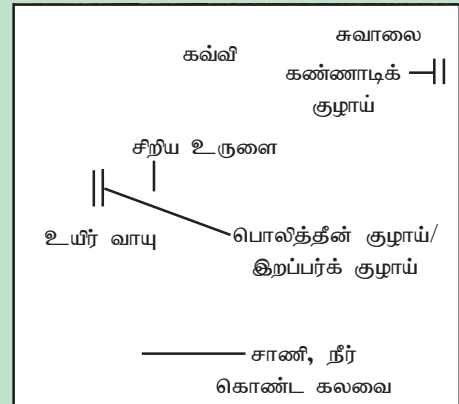 சுவாலை
கவ்வி
கண்ணாடிக்
குழாய்
சிறிய உருளை
உயிர் வாயு
பொலித்தீன் குழாய்/
இறப்பர்க் குழாய்
சாணி, நீர்
கொண்ட கலவை